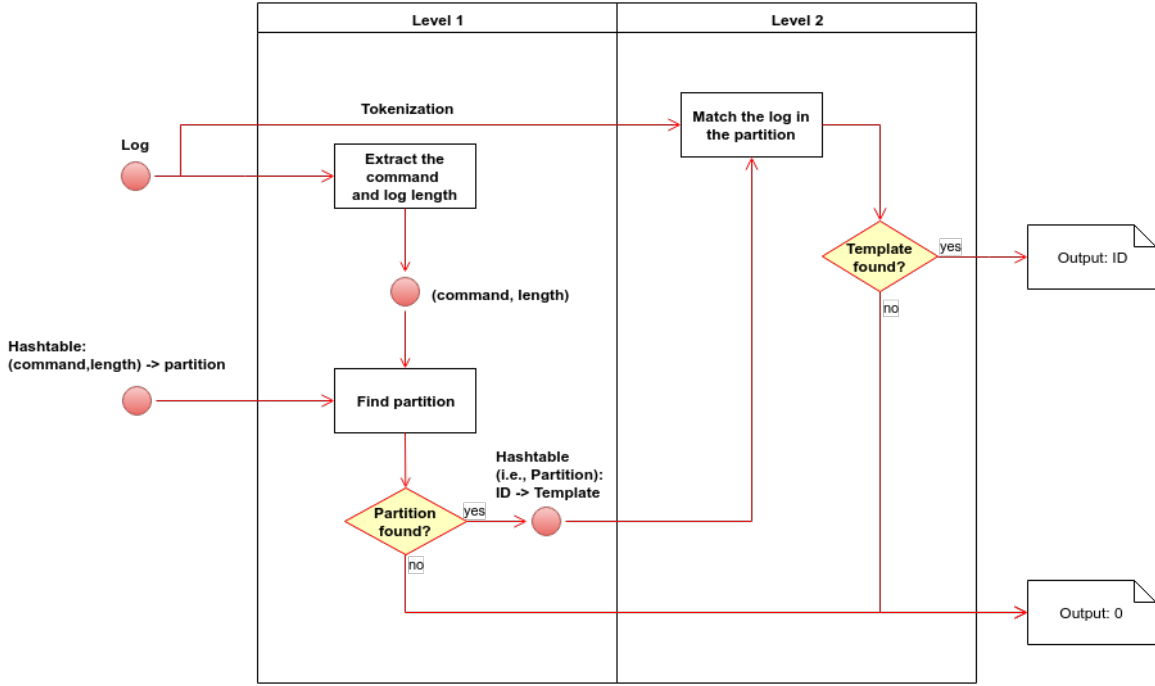 Level 1
Level 2
Tokenization
Match the log in
the partition
Log
Extract the
command
and log length
Template
found?
yes
no
Output: ID
(command, length)
Hashtable:
(command,length) -> partition
Find partition
Hashtable
(i.e., Partition):
ID -> Template
Partition
found?
yes
no
Output: 0